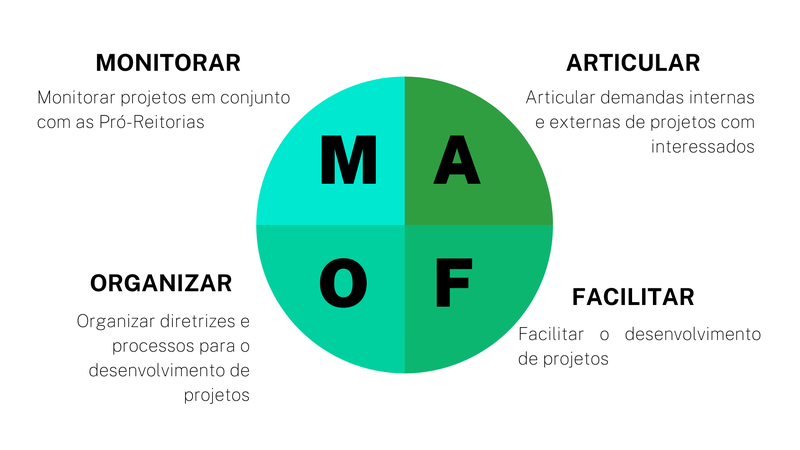 MONITORAR
Monitorar projetos em conjunto
com as Pró-Reitorias
ARTICULAR
Articular demandas internas
e externas de projetos com
interessados
M
A
O
F
ORGANIZAR
Organizar diretrizes e
processos para o
desenvolvimento de
projetos
FACILITAR
Facilitar o desenvolvimento
de projetos